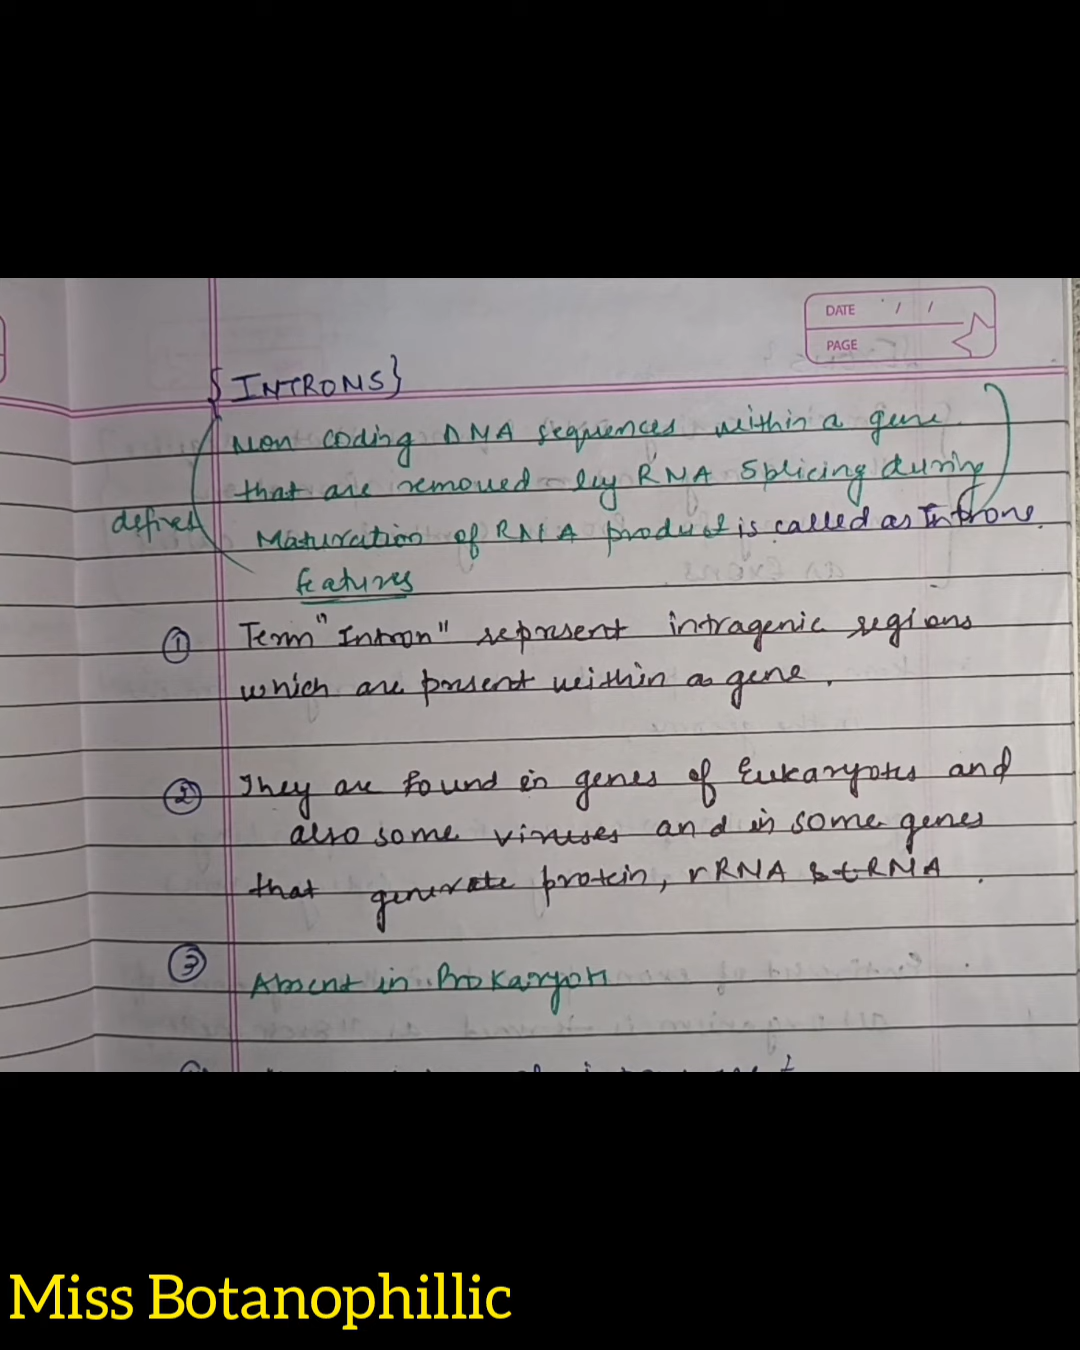 DATE / /
PAGE
{INTRONS}
Non coding DNA sequences within a gene
that are removed by RNA Splicing during
defined
Maturation of RNA product is called as Introns.
features
① Term "Intron" represent intragenic regions
which are present within a gene.
② They are found in genes of Eukaryotes and
also some viruses and in some genes
that generate protein, rRNA & tRNA.
③ Absent in Prokaryote
Miss Botanophillic